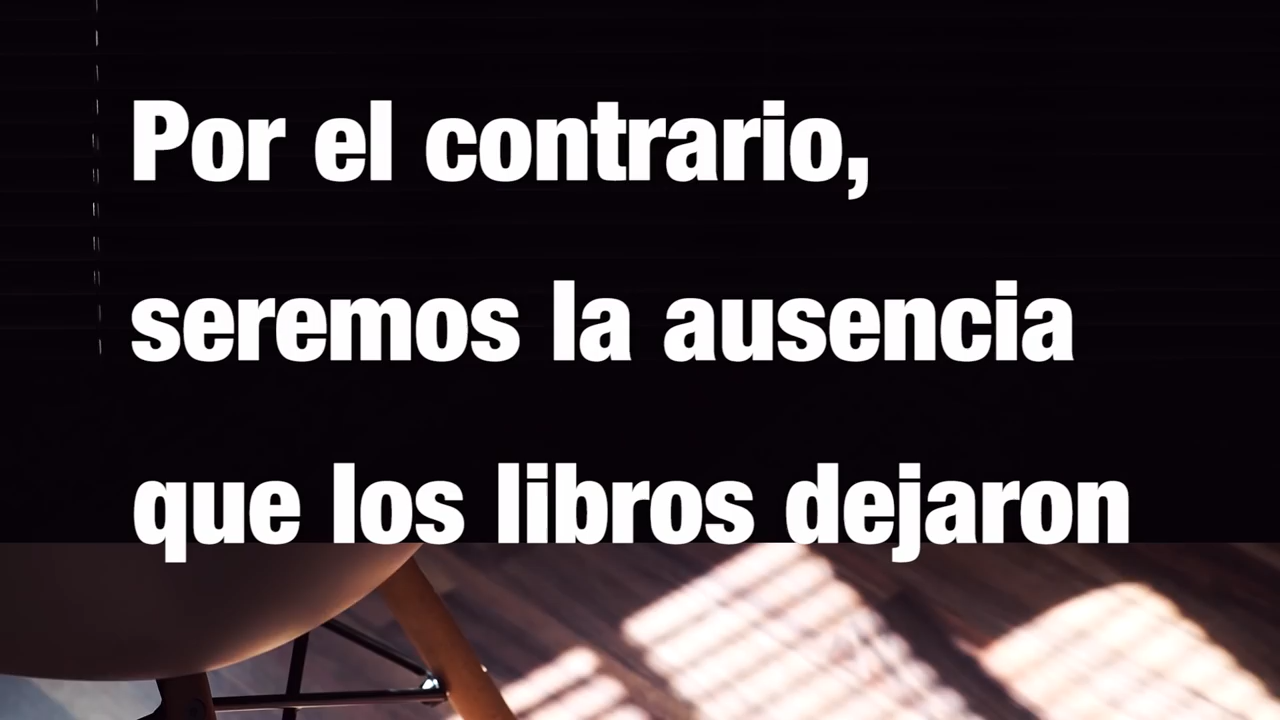 Por el contrario,
seremos la ausencia
que los libros dejaron